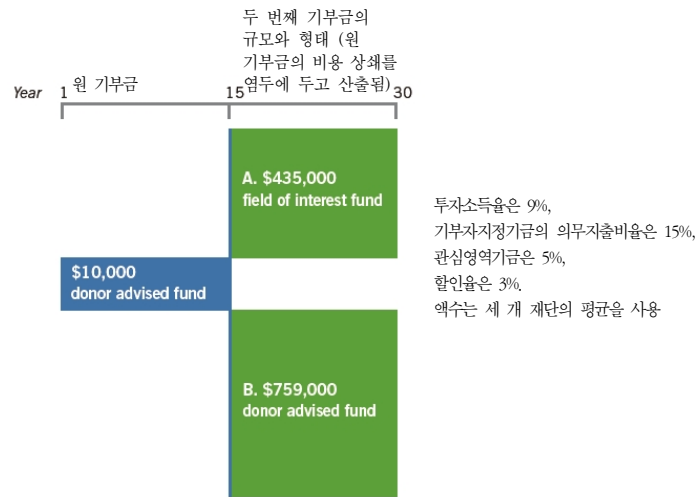 두 번째 기부금의
규모와 형태 (원
기부금의 비용 상쇄를
염두에 두고 산출됨)
원 기부금
Year 1 15 30
A. $435,000
field of interest fund
$10,000
donor advised fund
B. $759,000
donor advised fund
투자소득율은 9%,
기부자지정기금의 의무지출비율은 15%,
관심영역기금은 5%,
할인율은 3%.
액수는 세 개 재단의 평균을 사용